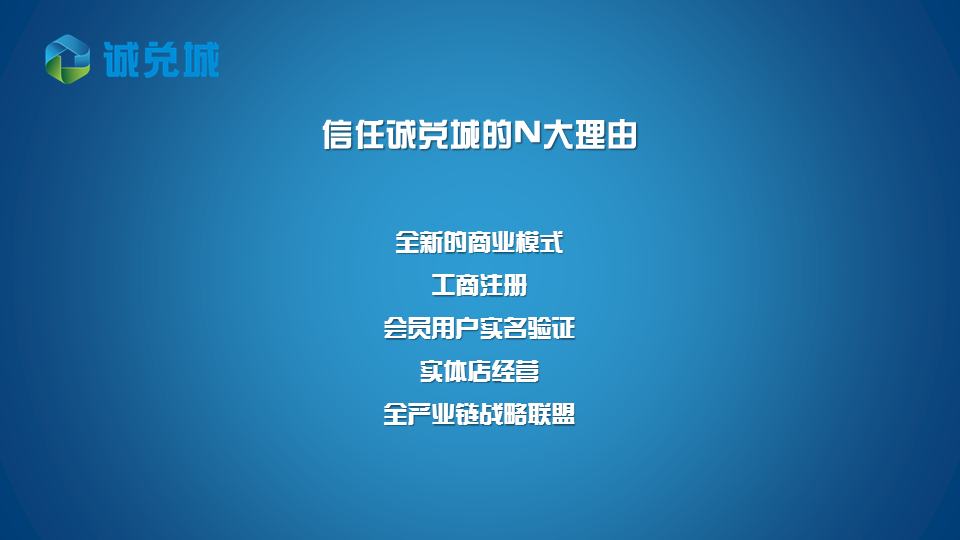 诚兑城
信任诚兑城的N大理由
全新的商业模式
工商注册
会员用户实名验证
实体店经营
全产业链战略联盟